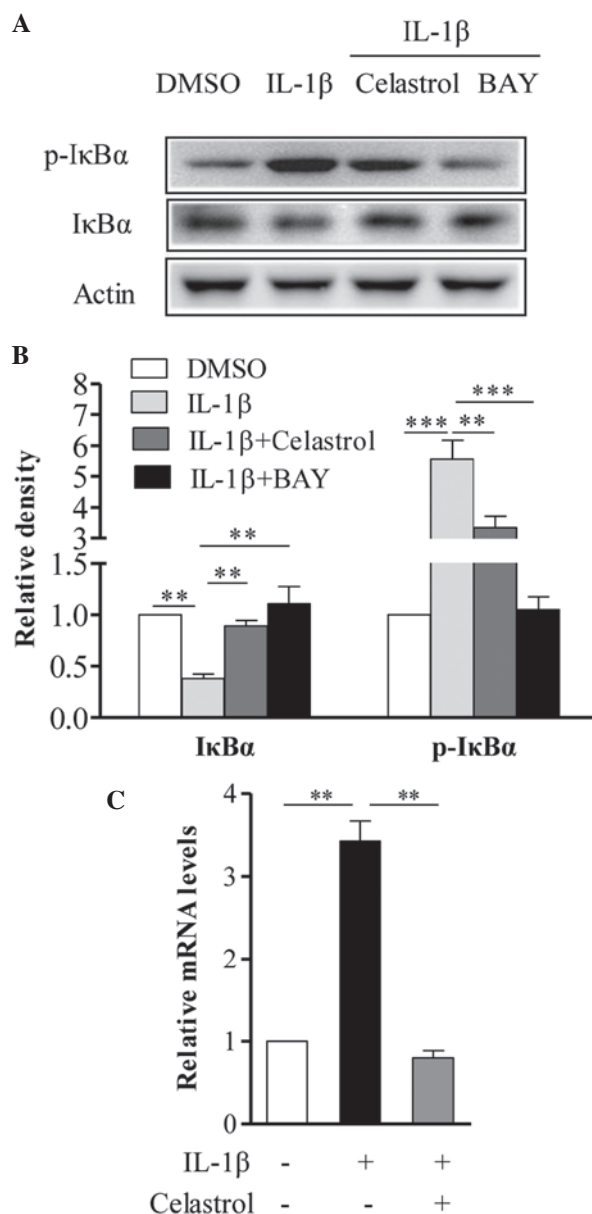 A
IL-1β
DMSO IL-1β Celastrol BAY
p-IκBα
IκBα
Actin
B
DMSO
IL-1β
IL-1β+Celastrol
IL-1β+BAY
Relative density
8
7
6
5
4
3
1.5
1.0
0.5
0.0
** ** **
*** ** ***
IκBα p-IκBα
C
Relative mRNA levels
4
3
2
1
0
** **
IL-1β - + +
Celastrol - - +